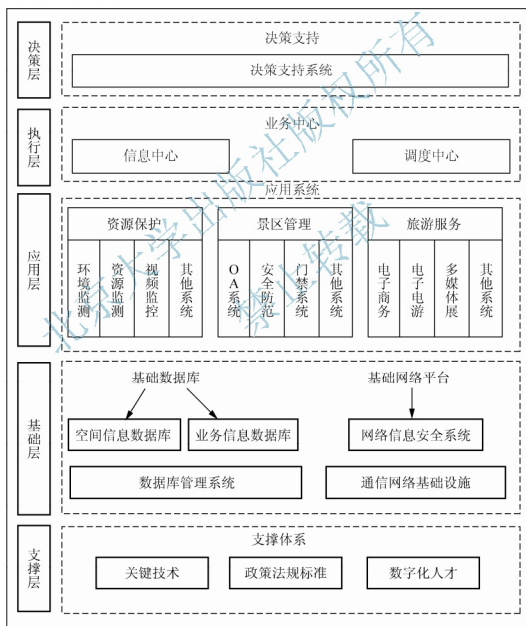 决策层
决策支持
决策支持系统
执行层
业务中心
信息中心
调度中心
应用层
应用系统
资源保护
环境监测
资源监测
视频监控
其他系统
景区管理
OA系统
安全防范
门禁系统
其他系统
旅游服务
电子商务
电子电游
多媒体展
其他系统
基础层
基础数据库
基础网络平台
空间信息数据库
业务信息数据库
网络信息安全系统
数据库管理系统
通信网络基础设施
支撑层
支撑体系
关键技术
政策法规标准
数字化人才
北京大学出版社版权所有
禁止转载